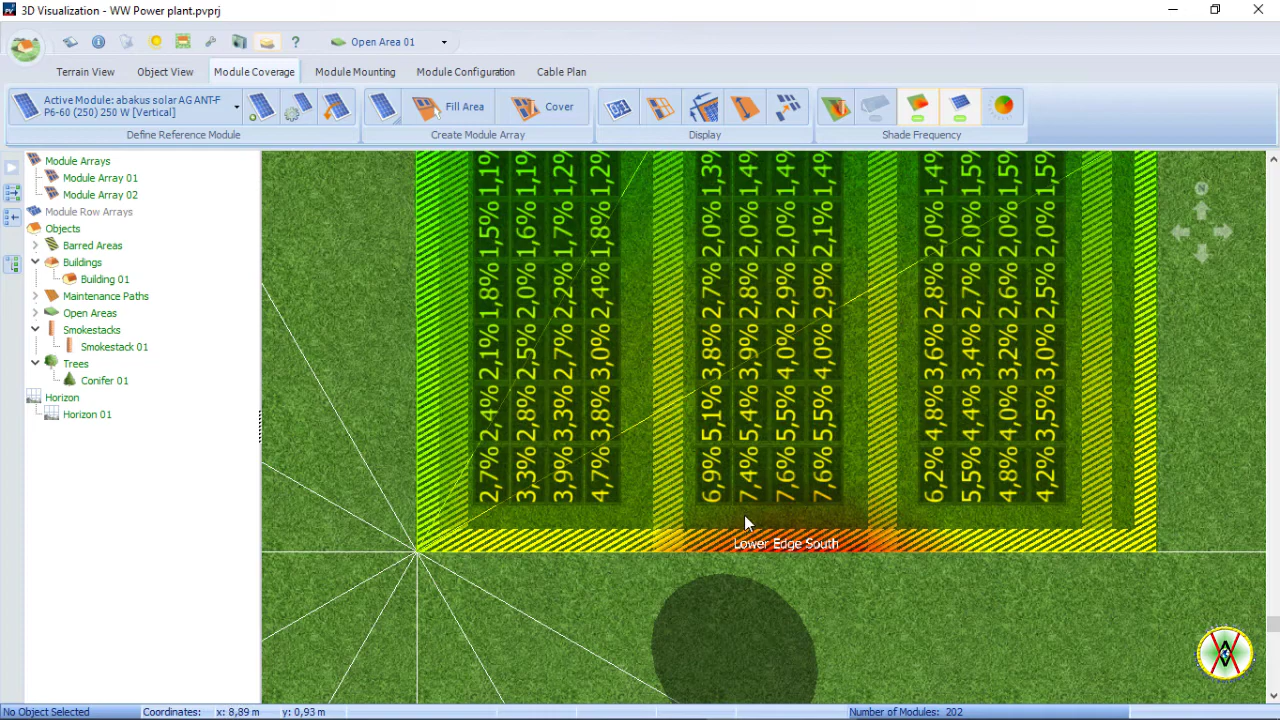 3D Visualization - WW Power plant.pvprj
Open Area 01
Terrain View Object View Module Coverage Module Mounting Module Configuration Cable Plan
Active Module: abakus solar AG ANT-F
P6-60 (250) 250 W [Vertical]
Fill Area
Cover
Define Reference Module
Create Module Array
Display
Shade Frequency
Module Arrays
Module Array 01
Module Array 02
Module Row Arrays
Objects
Barred Areas
Buildings
Building 01
Maintenance Paths
Open Areas
Smokestacks
Smokestack 01
Trees
Conifer 01
Horizon
Horizon 01
2,7% 2,4% 2,1% 1,8% 1,5% 1,1%
3,3% 2,8% 2,5% 2,0% 1,6% 1,1%
3,9% 3,3% 2,7% 2,2% 1,7% 1,2%
4,7% 3,8% 3,0% 2,4% 1,8% 1,2%
6,9% 5,1% 3,8% 2,7% 2,0% 1,3%
7,4% 5,4% 3,9% 2,8% 2,0% 1,4%
7,6% 5,5% 4,0% 2,9% 2,0% 1,4%
7,6% 5,5% 4,0% 2,9% 2,1% 1,4%
6,2% 4,8% 3,6% 2,8% 2,0% 1,4%
5,5% 4,4% 3,4% 2,7% 2,0% 1,5%
4,8% 4,0% 3,2% 2,6% 2,0% 1,5%
4,2% 3,5% 3,0% 2,5% 2,0% 1,5%
Lower Edge South
N
No Object Selected Coordinates: x: 8,89 m y: 0,93 m Number of Modules: 202